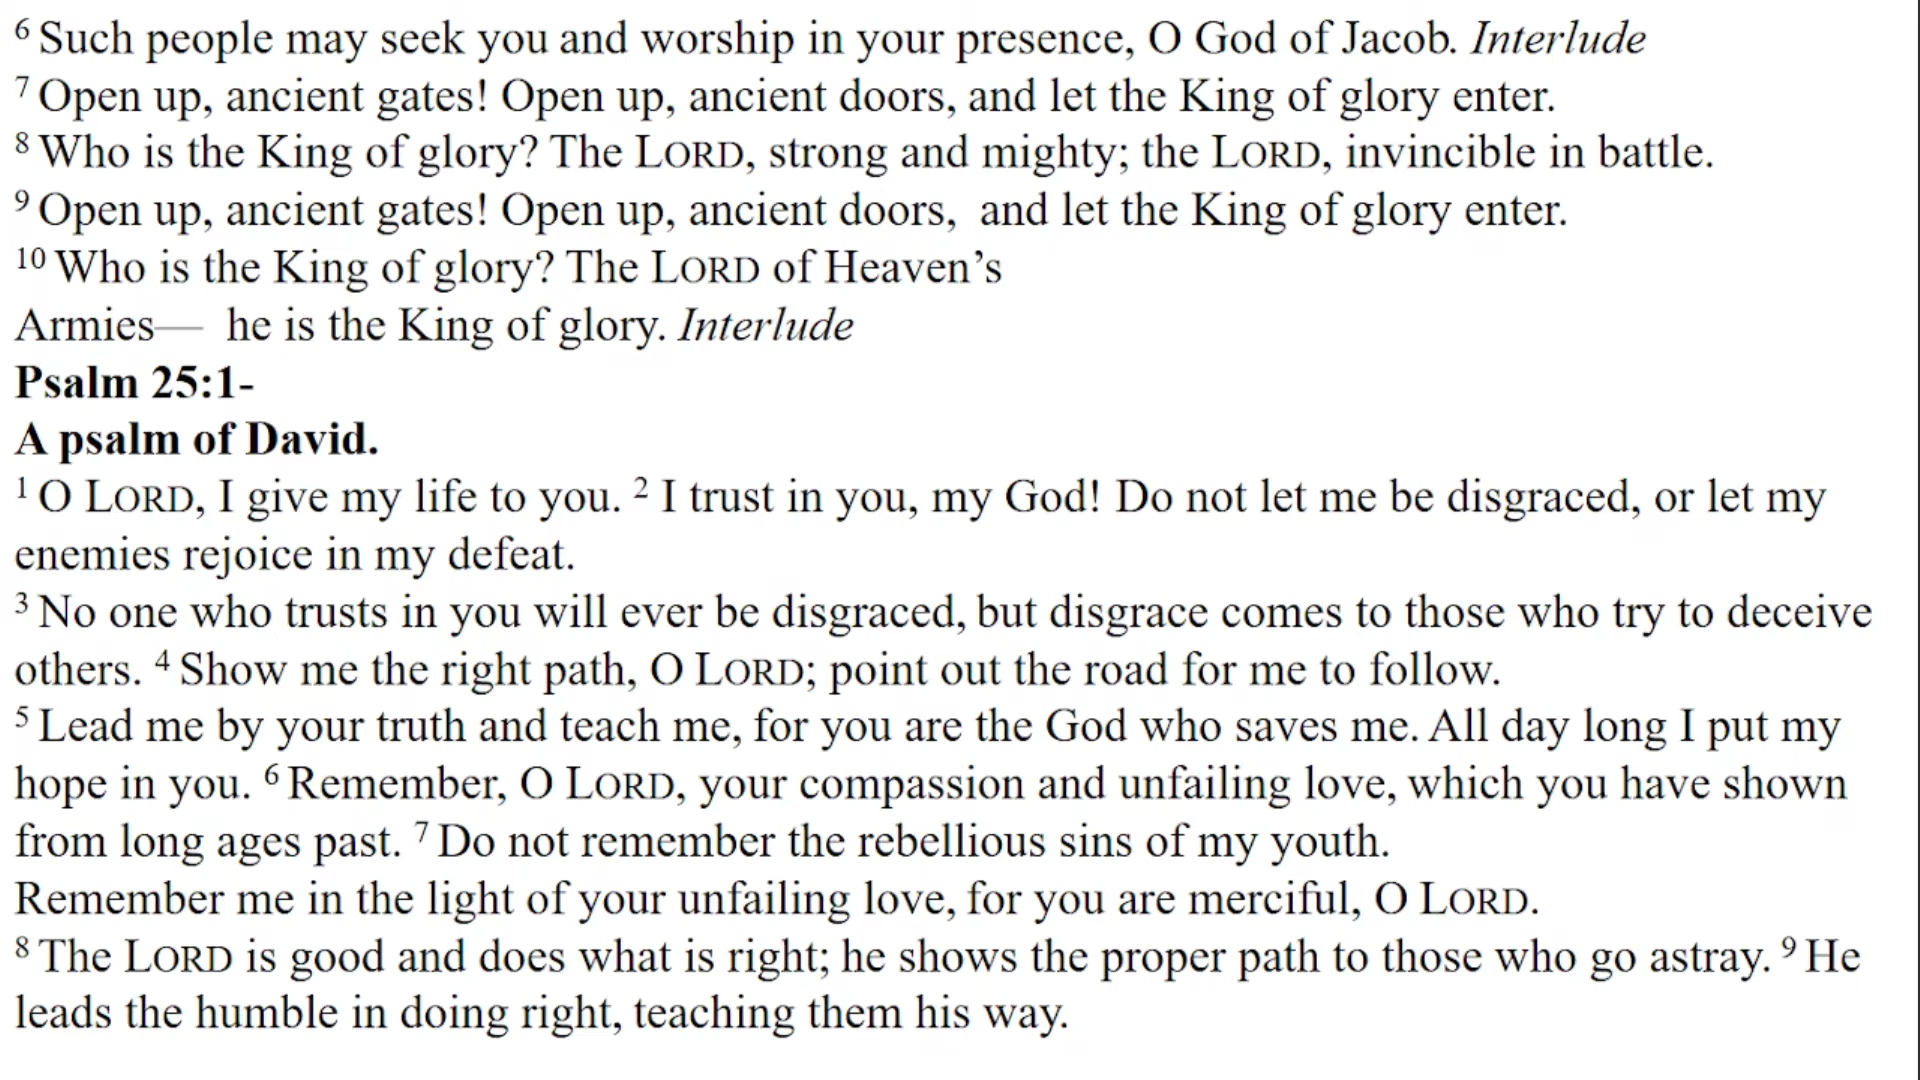 6 Such people may seek you and worship in your presence, O God of Jacob. Interlude
7 Open up, ancient gates! Open up, ancient doors, and let the King of glory enter.
8 Who is the King of glory? The LORD, strong and mighty; the LORD, invincible in battle.
9 Open up, ancient gates! Open up, ancient doors,  and let the King of glory enter.
10 Who is the King of glory? The LORD of Heaven’s
Armies—  he is the King of glory. Interlude
Psalm 25:1-
A psalm of David.
1 O LORD, I give my life to you. 2 I trust in you, my God! Do not let me be disgraced, or let my
enemies rejoice in my defeat.
3 No one who trusts in you will ever be disgraced, but disgrace comes to those who try to deceive
others. 4 Show me the right path, O LORD; point out the road for me to follow.
5 Lead me by your truth and teach me, for you are the God who saves me. All day long I put my
hope in you. 6 Remember, O LORD, your compassion and unfailing love, which you have shown
from long ages past. 7 Do not remember the rebellious sins of my youth.
Remember me in the light of your unfailing love, for you are merciful, O LORD.
8 The LORD is good and does what is right; he shows the proper path to those who go astray. 9 He
leads the humble in doing right, teaching them his way.